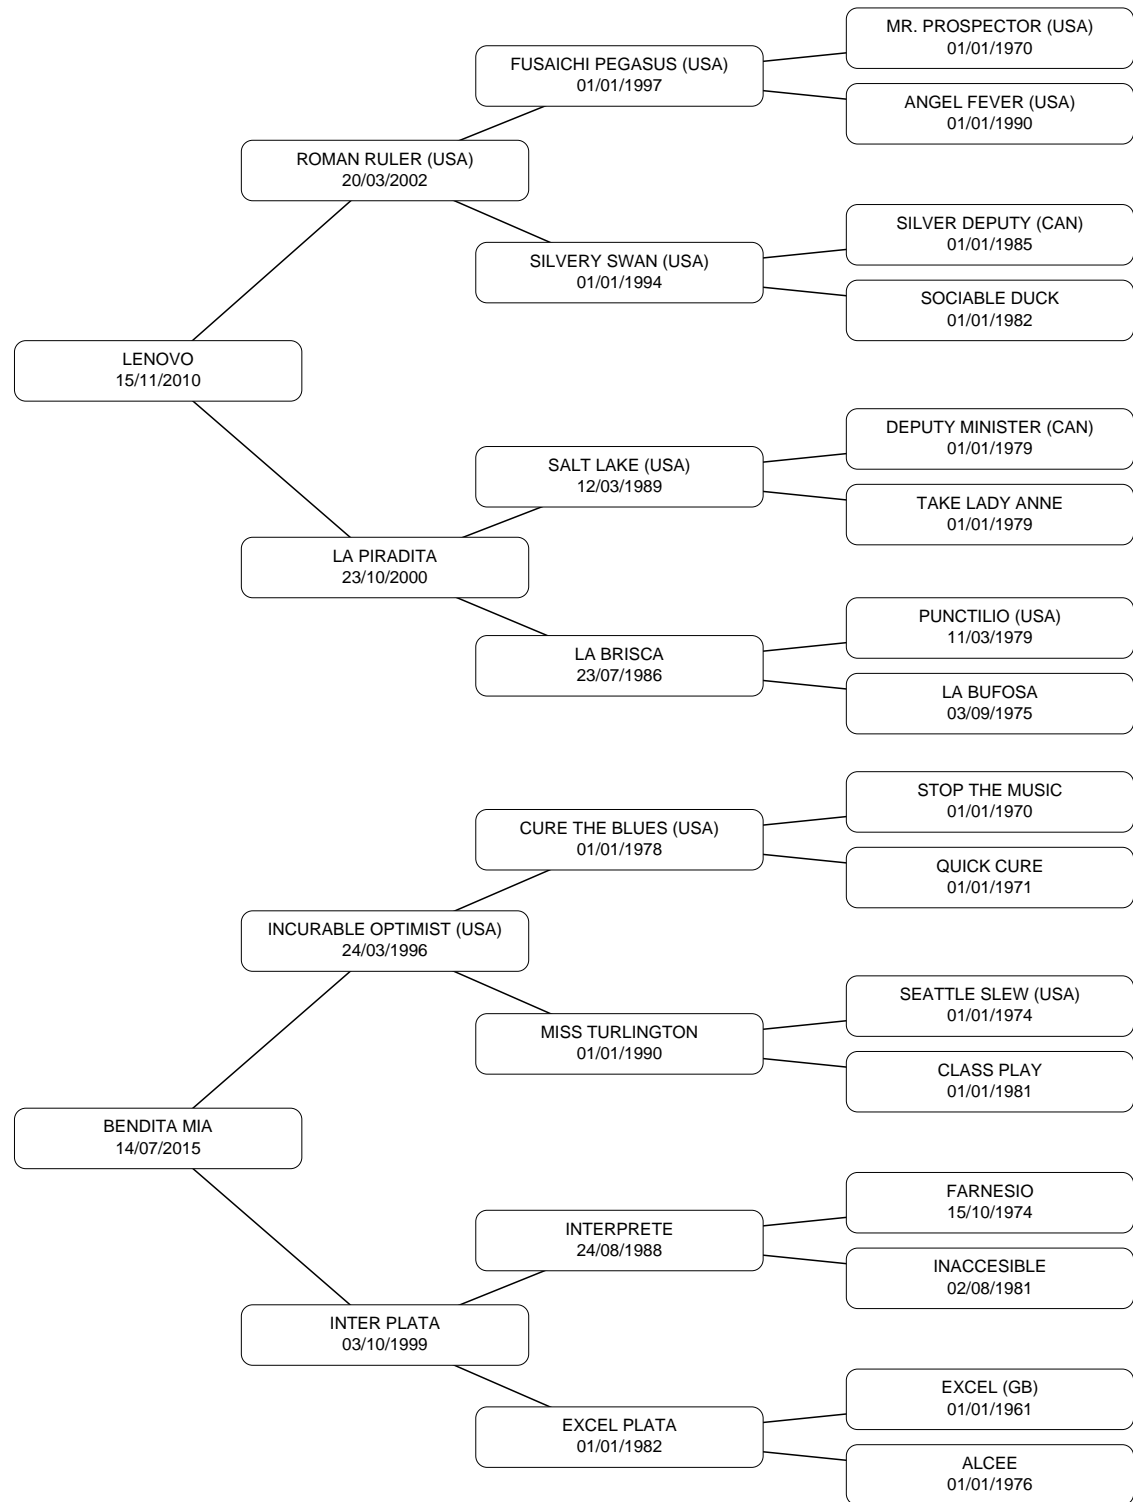 MR. PROSPECTOR (USA)
01/01/1970
FUSAICHI PEGASUS (USA)
01/01/1997
ANGEL FEVER (USA)
01/01/1990
ROMAN RULER (USA)
20/03/2002
SILVER DEPUTY (CAN)
01/01/1985
SILVERY SWAN (USA)
01/01/1994
SOCIABLE DUCK
01/01/1982
LENOVO
15/11/2010
DEPUTY MINISTER (CAN)
01/01/1979
SALT LAKE (USA)
12/03/1989
TAKE LADY ANNE
01/01/1979
LA PIRADITA
23/10/2000
PUNCTILIO (USA)
11/03/1979
LA BRISCA
23/07/1986
LA BUFOSA
03/09/1975
STOP THE MUSIC
01/01/1970
CURE THE BLUES (USA)
01/01/1978
QUICK CURE
01/01/1971
INCURABLE OPTIMIST (USA)
24/03/1996
SEATTLE SLEW (USA)
01/01/1974
MISS TURLINGTON
01/01/1990
CLASS PLAY
01/01/1981
BENDITA MIA
14/07/2015
FARNESIO
15/10/1974
INTERPRETE
24/08/1988
INACCESIBLE
02/08/1981
INTER PLATA
03/10/1999
EXCEL (GB)
01/01/1961
EXCEL PLATA
01/01/1982
ALCEE
01/01/1976